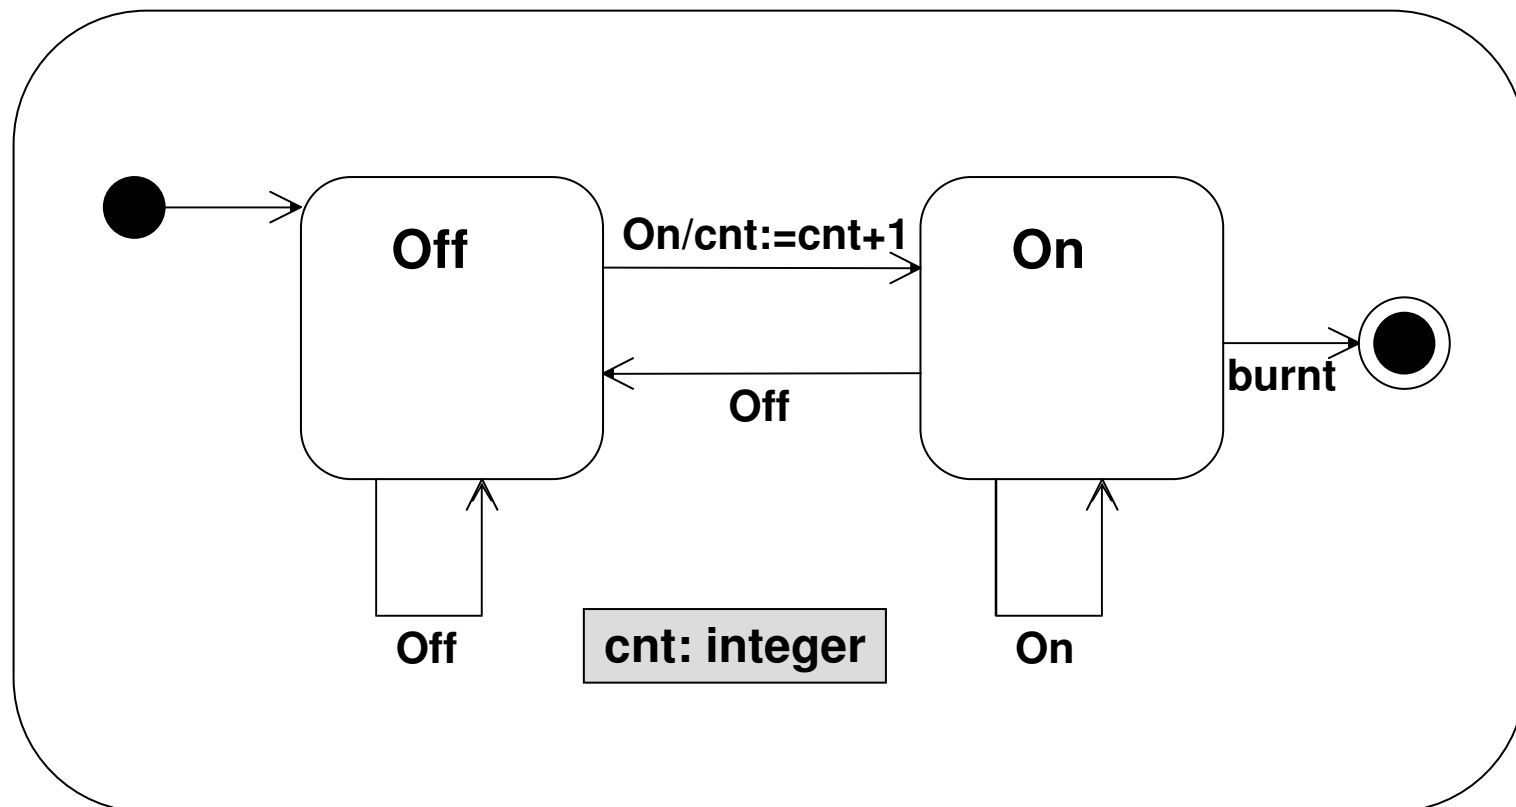 On/cnt:=cnt+1
Off
On
burnt
Off
Off
cnt: integer
On